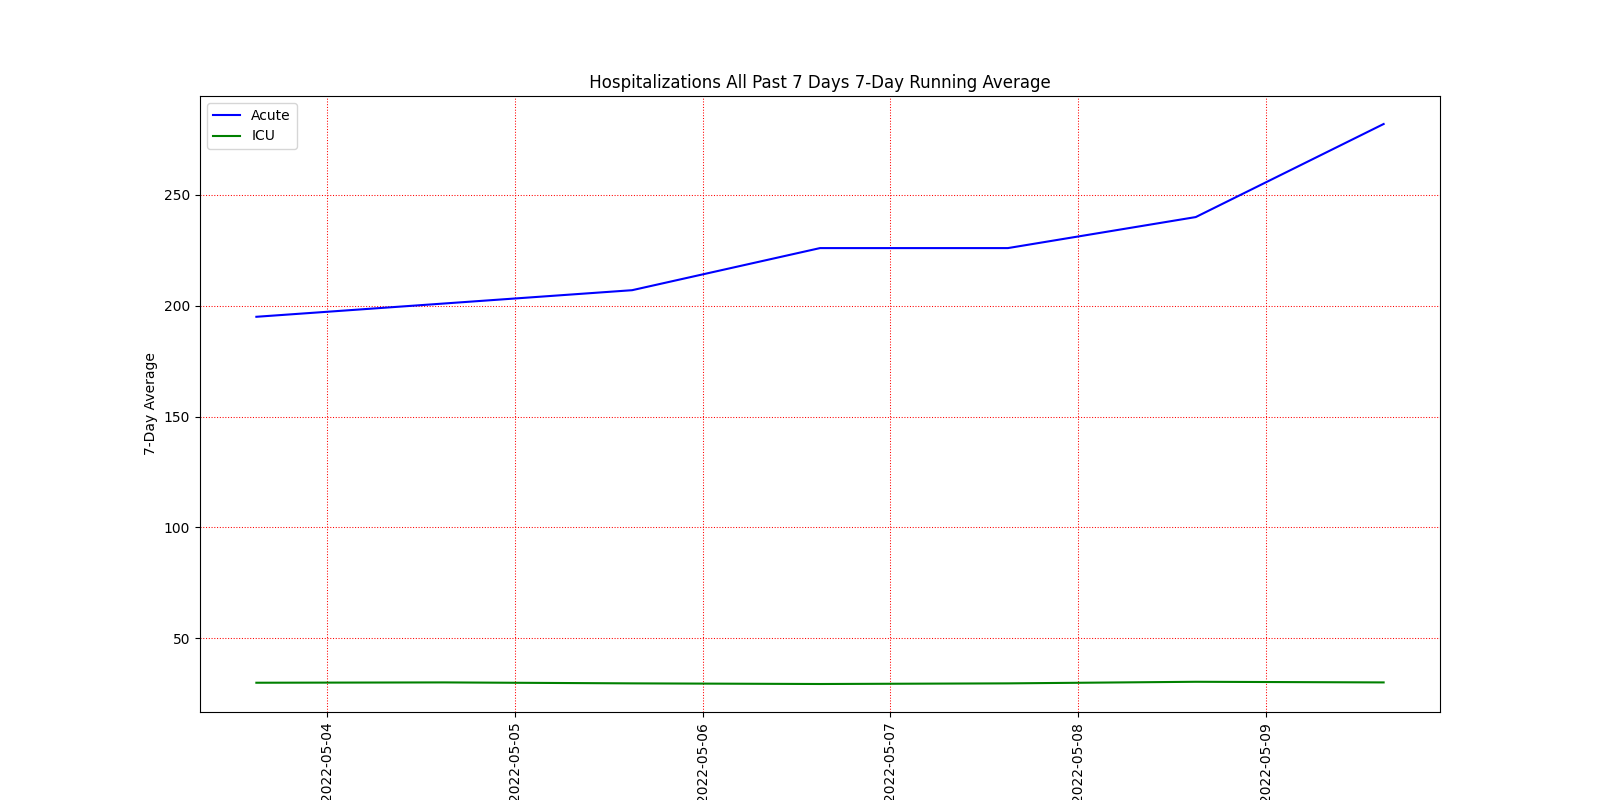 Hospitalizations All Past 7 Days 7-Day Running Average
Acute
ICU
7-Day Average
250
200
150
100
50
2022-05-04
2022-05-05
2022-05-06
2022-05-07
2022-05-08
2022-05-09